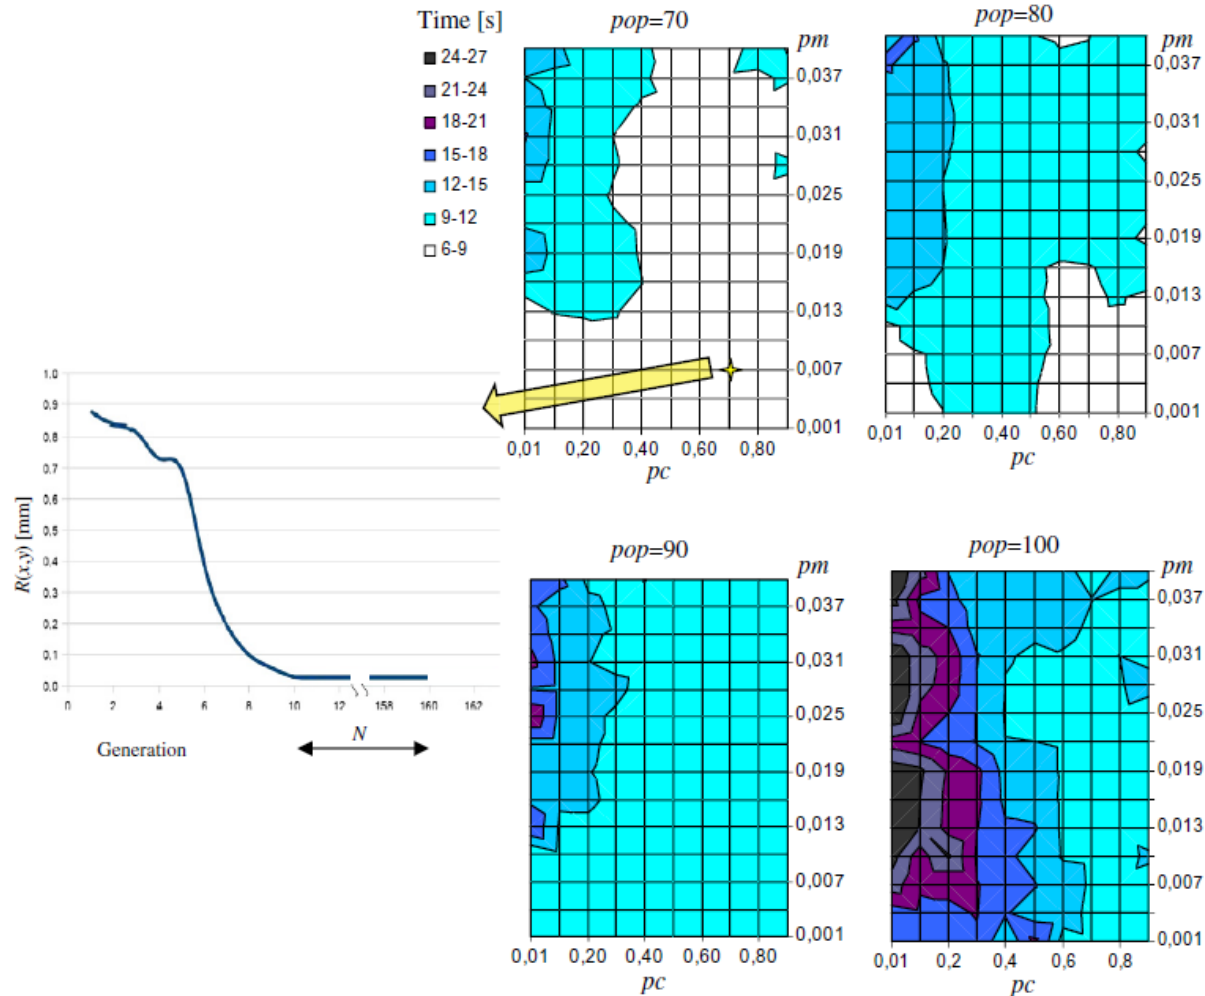 Time [s]
24-27
21-24
18-21
15-18
12-15
9-12
6-9
pop=70
pm
0,037
0,031
0,025
0,019
0,013
0,007
0,001
0,01 0,20 0,40 0,60 0,80
pc
pop=80
pm
0,037
0,031
0,025
0,019
0,013
0,007
0,001
0,01 0,20 0,40 0,60 0,80
pc
R(x,y) [mm]
1.0
0.9
0.8
0.7
0.6
0.5
0.4
0.3
0.2
0.1
0.0
0 2 4 6 8 10 12 158 160 162
Generation
N
pop=90
pm
0,037
0,031
0,025
0,019
0,013
0,007
0,001
0,01 0,20 0,40 0,60 0,80
pc
pop=100
pm
0,037
0,031
0,025
0,019
0,013
0,007
0,001
0,01 0,2 0,4 0,6 0,8
pc